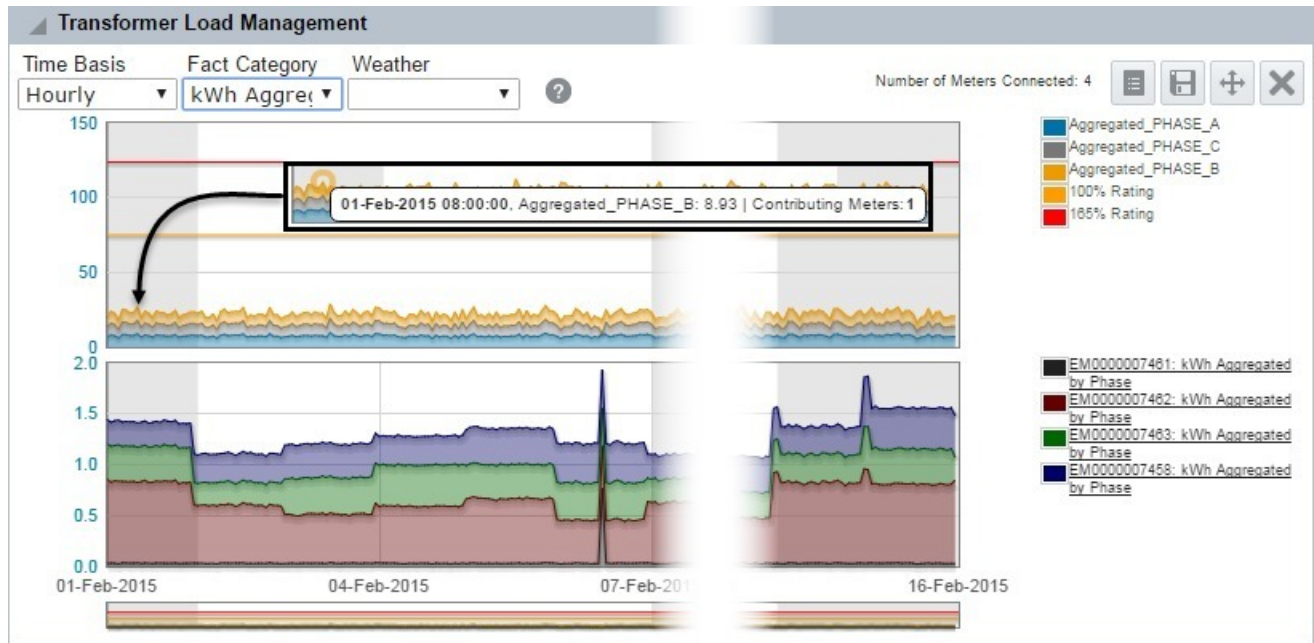 Transformer Load Management
Time Basis
Fact Category
Weather
Hourly
kWh Aggreg
Number of Meters Connected: 4
150
100
50
0
01-Feb-2015 08:00:00, Aggregated_PHASE_B: 8.93 | Contributing Meters:1
Aggregated_PHASE_A
Aggregated_PHASE_C
Aggregated_PHASE_B
100% Rating
165% Rating
2.0
1.5
1.0
0.5
0.0
EM0000007461: kWh Aggregated
by Phase
EM0000007462: kWh Aggregated
by Phase
EM0000007463: kWh Aggregated
by Phase
EM0000007458: kWh Aggregated
by Phase
01-Feb-2015
04-Feb-2015
07-Feb-201
16-Feb-2015